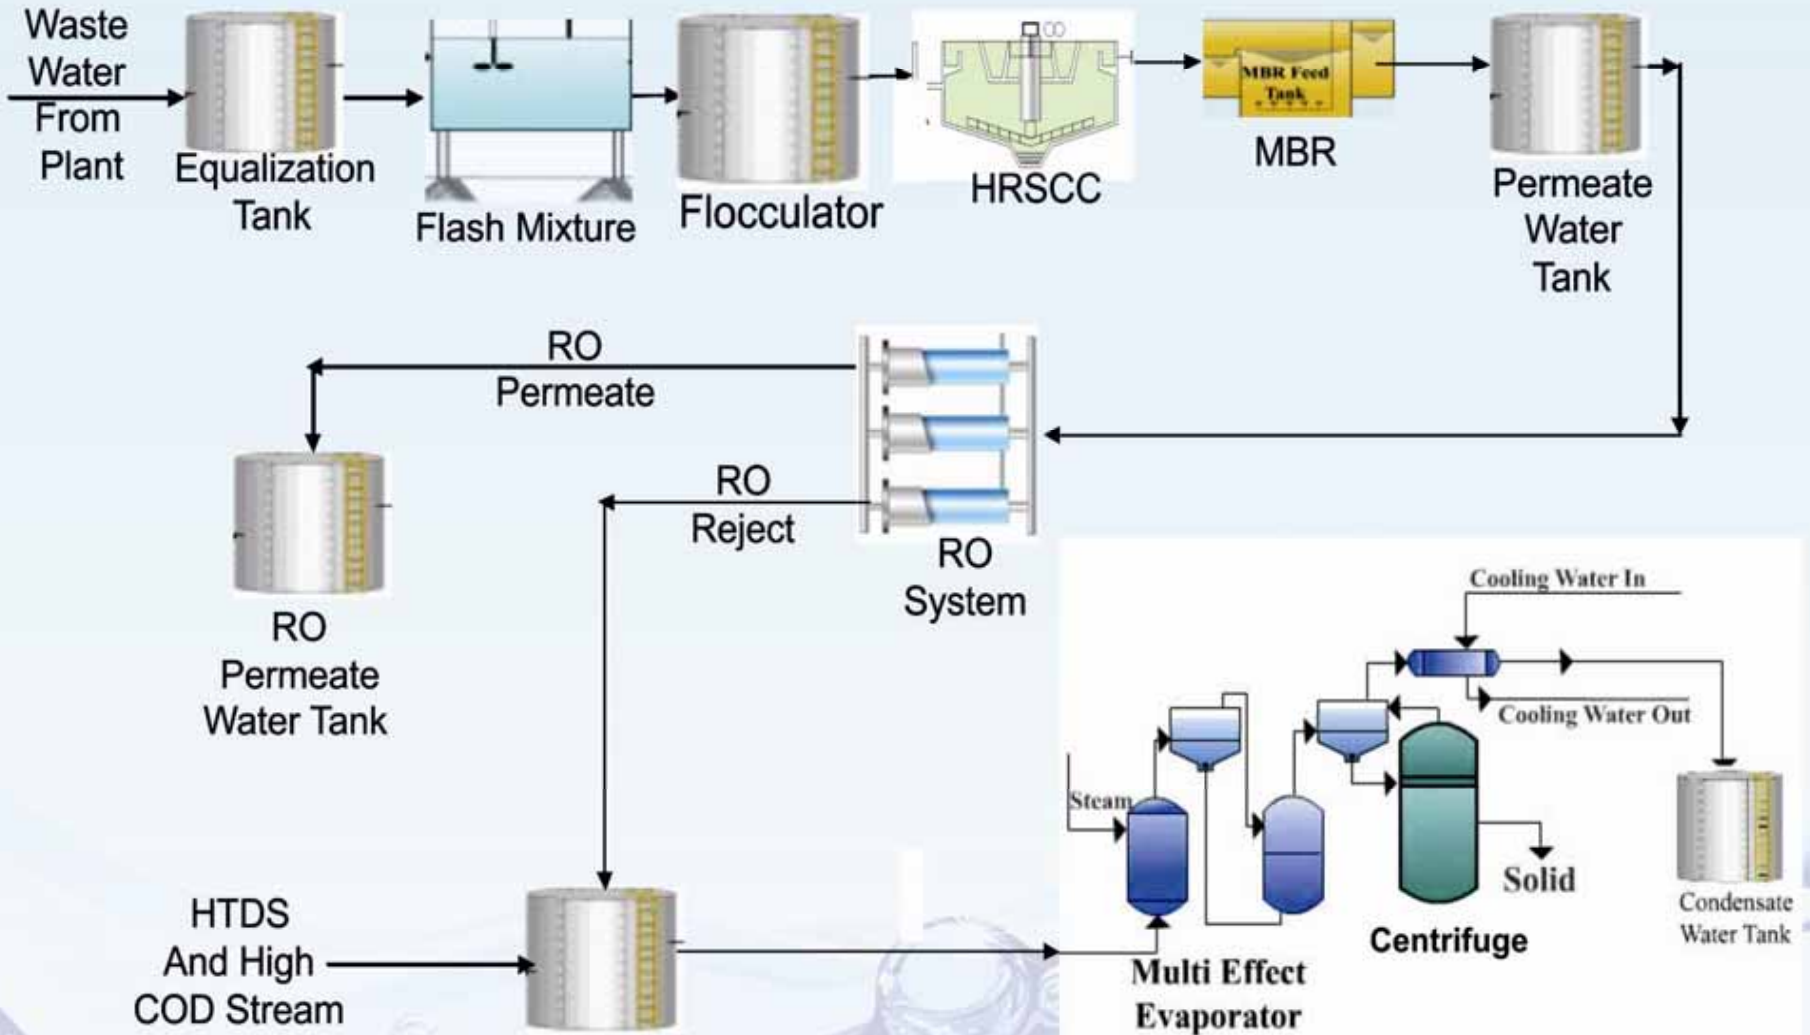 Waste
Water
From
Plant
Equalization
Tank
Flash Mixture
Flocculator
HRSCC
MBR Feed
Tank
MBR
Permeate
Water
Tank
RO
Permeate
RO
Reject
RO
System
RO
Permeate
Water Tank
HTDS
And High
COD Stream
Cooling Water In
Cooling Water Out
Steam
Solid
Centrifuge
Multi Effect
Evaporator
Condensate
Water Tank